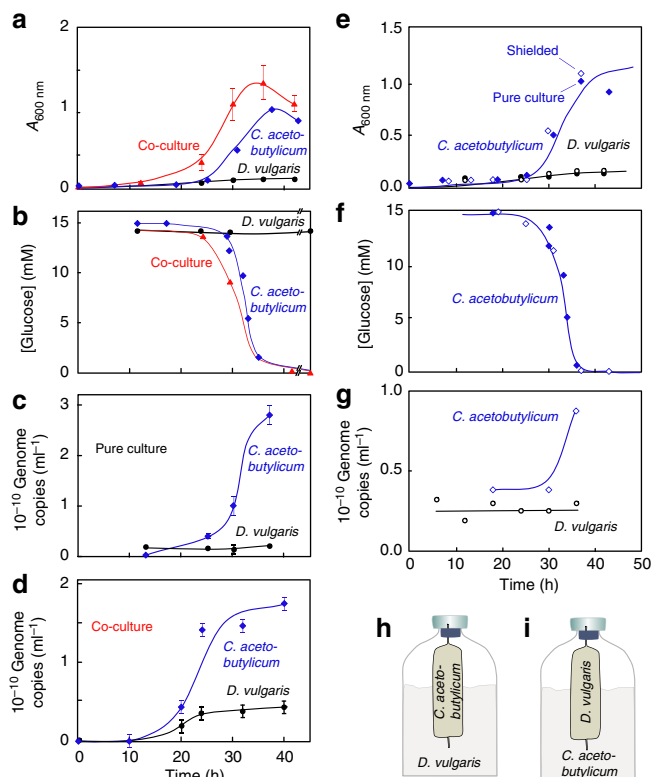 a
2
1
0
A600 nm
Co-culture
C. aceto-
butylicum
D. vulgaris
b
15
10
5
0
[Glucose] (mM)
D. vulgaris
Co-culture
C. aceto-
butylicum
c
3
2
1
0
10–10 Genome
copies (ml–1)
Pure culture
C. aceto-
butylicum
D. vulgaris
d
2
1
0
10–10 Genome
copies (ml–1)
Co-culture
C. aceto-
butylicum
D. vulgaris
0 10 20 30 40
Time (h)
e
1.5
1.0
0.5
0
A600 nm
Shielded
Pure culture
C. acetobutylicum
D. vulgaris
f
15
10
5
0
[Glucose] (mM)
C. acetobutylicum
g
1.0
0.5
0.0
10–10 Genome
copies (ml–1)
C. acetobutylicum
D. vulgaris
0 10 20 30 40 50
Time (h)
h
C. aceto-
butylicum
D. vulgaris
i
D. vulgaris
C. aceto-
butylicum